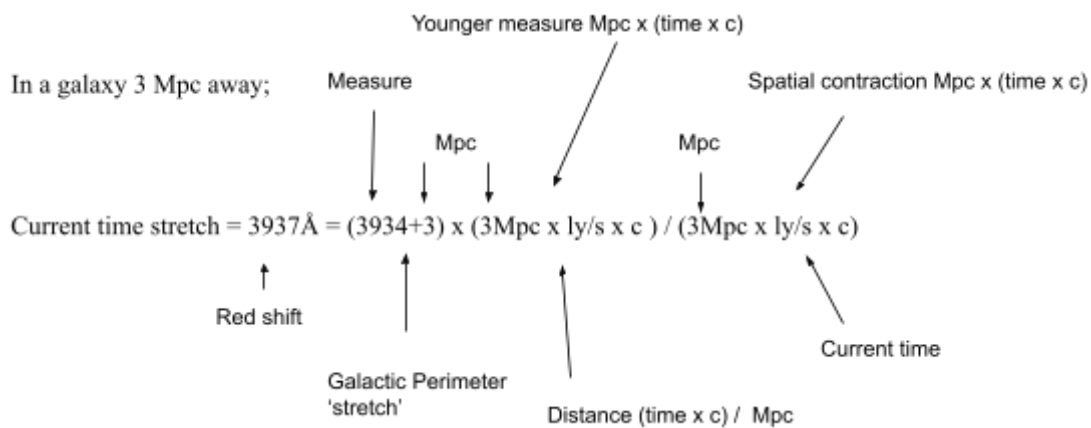 Younger measure Mpc x (time x c)
In a galaxy 3 Mpc away;
Measure
Spatial contraction Mpc x (time x c)
Mpc
Mpc
Current time stretch = 3937Å = (3934+3) x (3Mpc x ly/s x c ) / (3Mpc x ly/s x c)
Red shift
Current time
Galactic Perimeter
‘stretch’
Distance (time x c) / Mpc